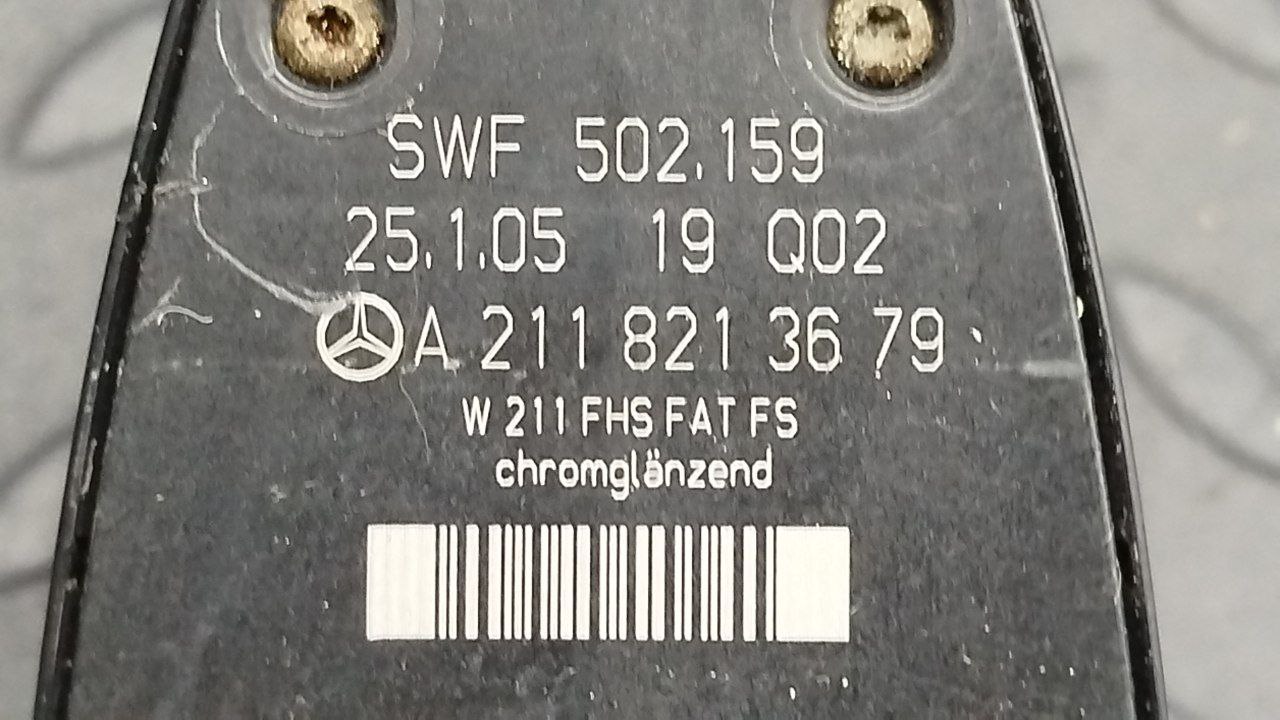 SWF 502.159
25.1.05 19 Q02
A 211 821 36 79
W 211 FHS FAT FS
chromglänzend